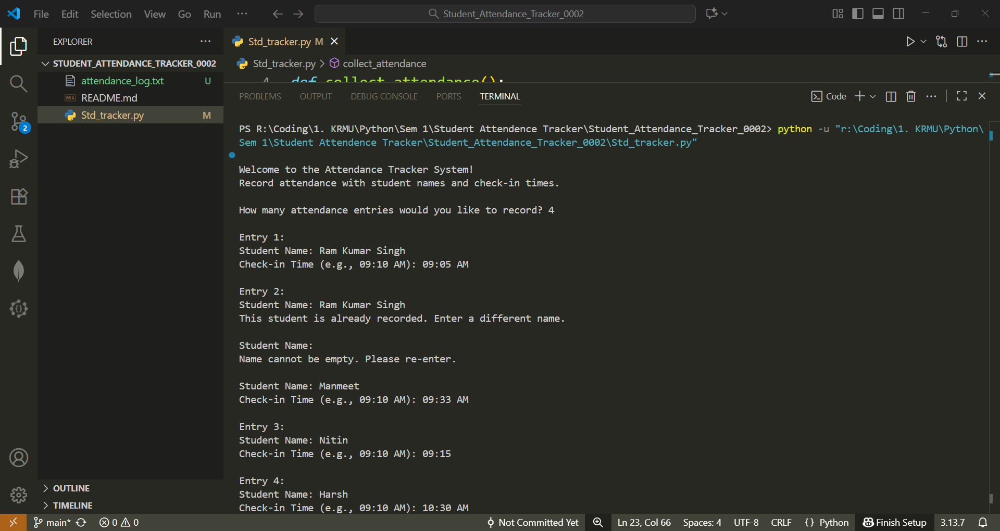 File Edit Selection View Go Run ···
Student_Attendance_Tracker_0002
EXPLORER
STUDENT_ATTENDANCE_TRACKER_0002
attendance_log.txt U
README.md
Std_tracker.py M
OUTLINE
TIMELINE
2
Std_tracker.py M
Std_tracker.py > collect_attendance
4 def collect_attendance():
PROBLEMS OUTPUT DEBUG CONSOLE PORTS TERMINAL
Code
PS R:\Coding\1. KRMU\Python\Sem 1\Student Attendence Tracker\Student_Attendance_Tracker_0002> python -u "r:\Coding\1. KRMU\Python\
Sem 1\Student Attendence Tracker\Student_Attendance_Tracker_0002\Std_tracker.py"
Welcome to the Attendance Tracker System!
Record attendance with student names and check-in times.
How many attendance entries would you like to record? 4
Entry 1:
Student Name: Ram Kumar Singh
Check-in Time (e.g., 09:10 AM): 09:05 AM
Entry 2:
Student Name: Ram Kumar Singh
This student is already recorded. Enter a different name.
Student Name:
Name cannot be empty. Please re-enter.
Student Name: Manmeet
Check-in Time (e.g., 09:10 AM): 09:33 AM
Entry 3:
Student Name: Nitin
Check-in Time (e.g., 09:10 AM): 09:15
Entry 4:
Student Name: Harsh
Check-in Time (e.g., 09:10 AM): 10:30 AM
main* 0 0 Not Committed Yet Ln 23, Col 66 Spaces: 4 UTF-8 CRLF {} Python Finish Setup 3.13.7